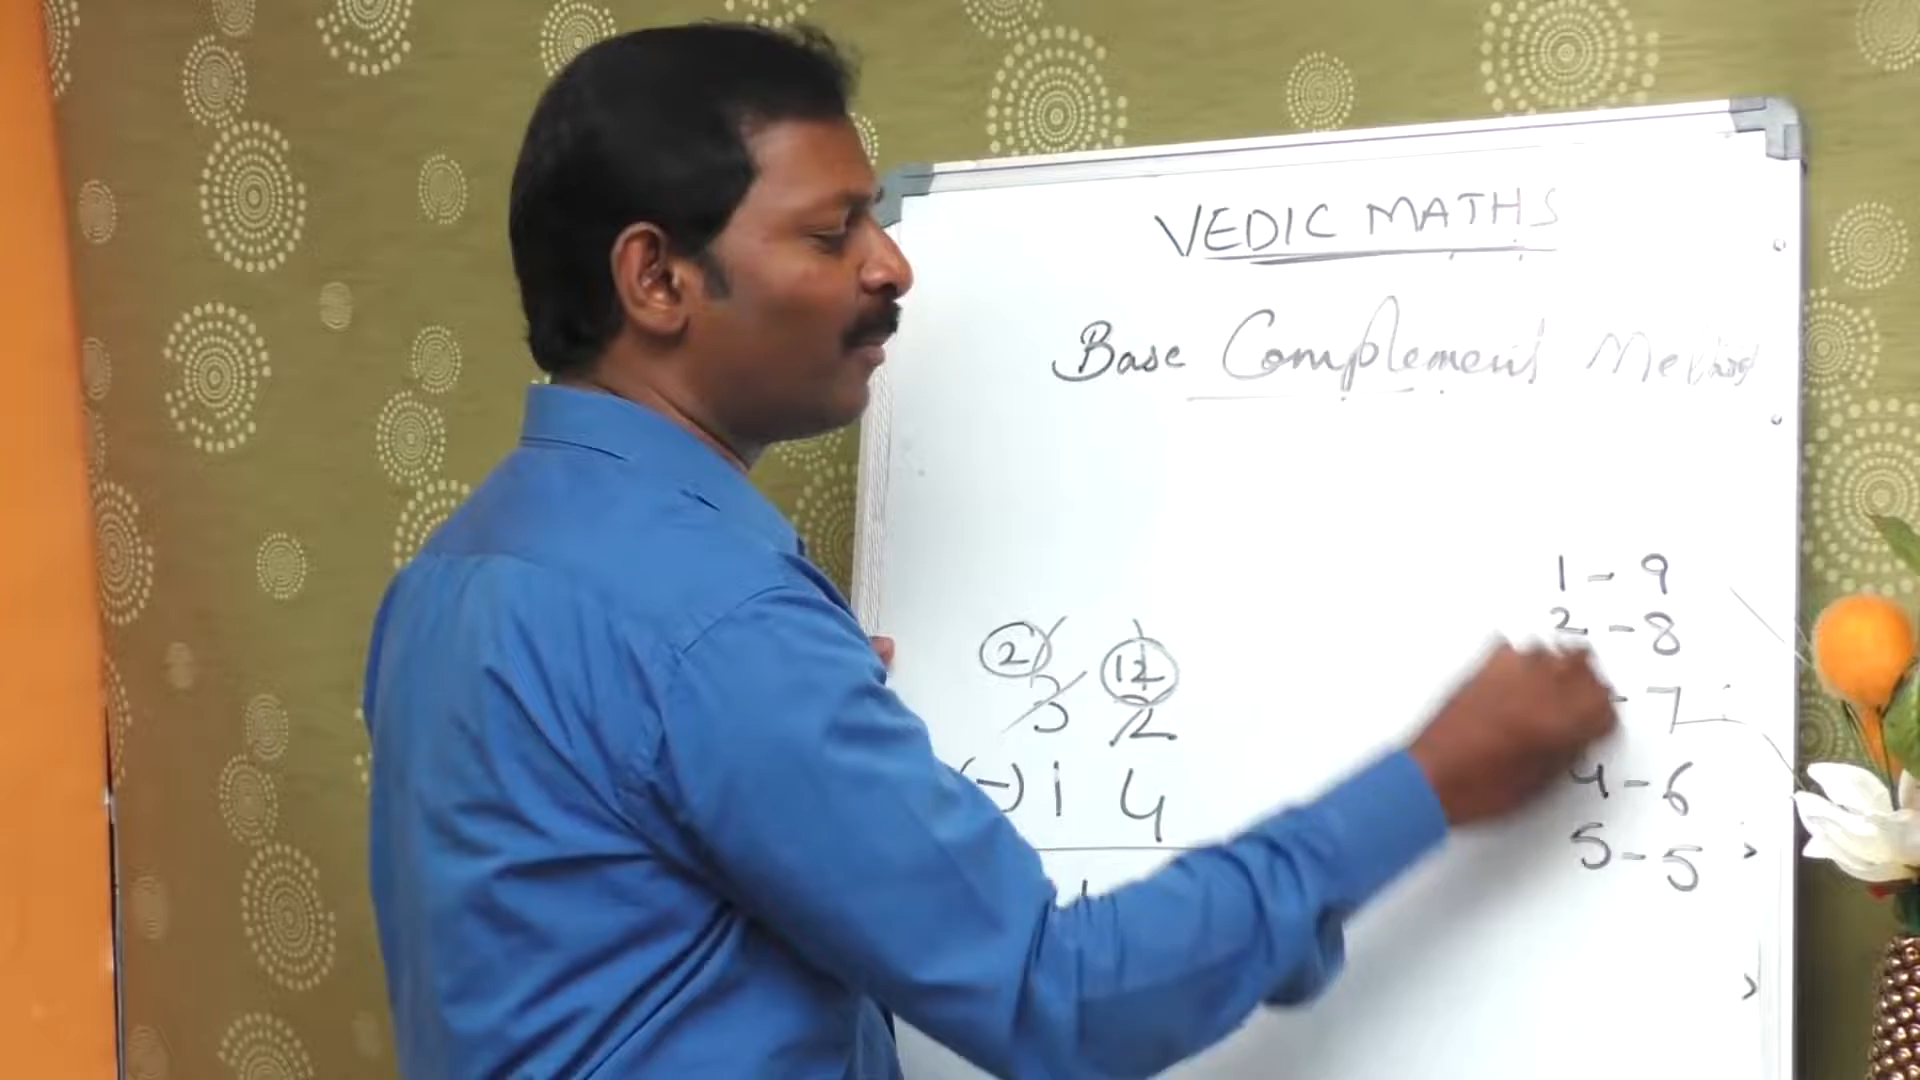 VEDIC MATHS
Base Complement Method
1 - 9
2 - 8
- 7
4 - 6
5 - 5
2 12
3 2
(-) 1 4